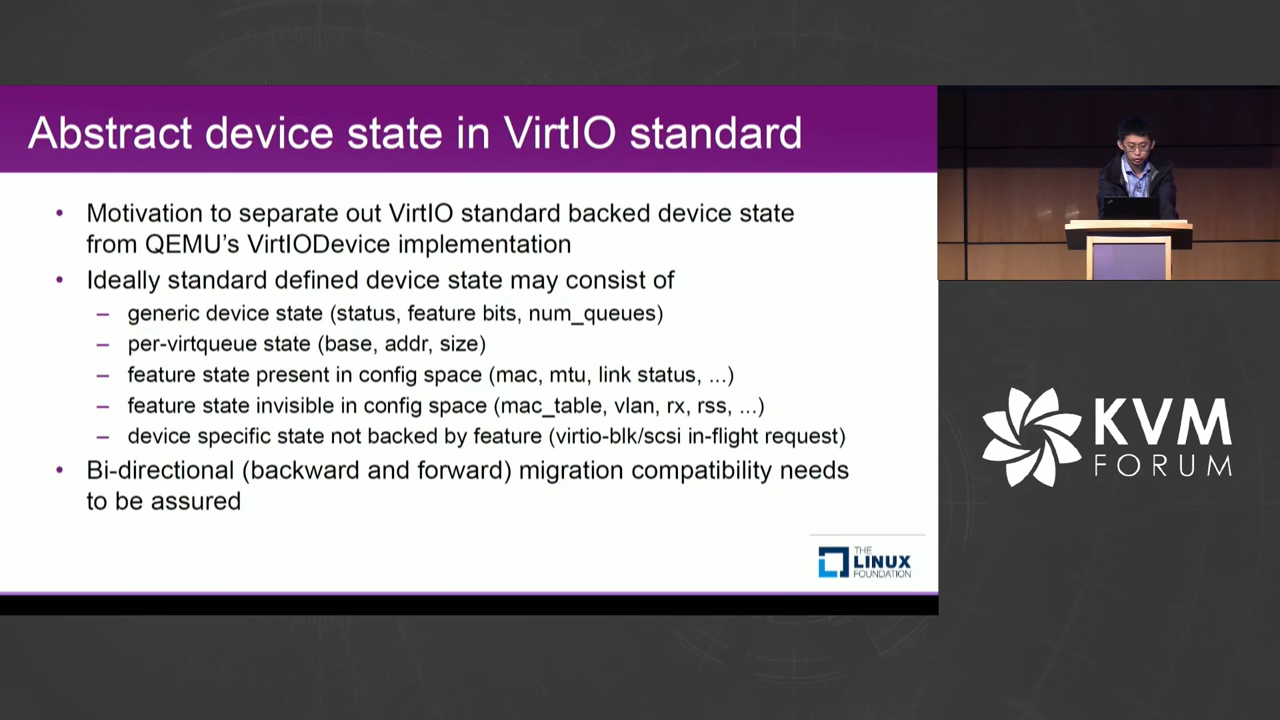 Abstract device state in VirtIO standard
• Motivation to separate out VirtIO standard backed device state
from QEMU's VirtIODevice implementation
• Ideally standard defined device state may consist of
– generic device state (status, feature bits, num_queues)
– per-virtqueue state (base, addr, size)
– feature state present in config space (mac, mtu, link status, ...)
– feature state invisible in config space (mac_table, vlan, rx, rss, ...)
– device specific state not backed by feature (virtio-blk/scsi in-flight request)
• Bi-directional (backward and forward) migration compatibility needs
to be assured
THE
LINUX
FOUNDATION
KVM
FORUM